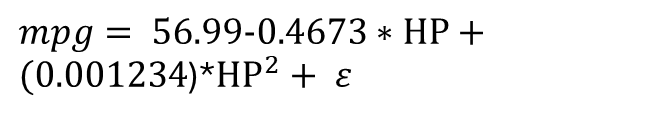 mpg = 56.99-0.4673 * HP +
(0.001234)*HP² + ε